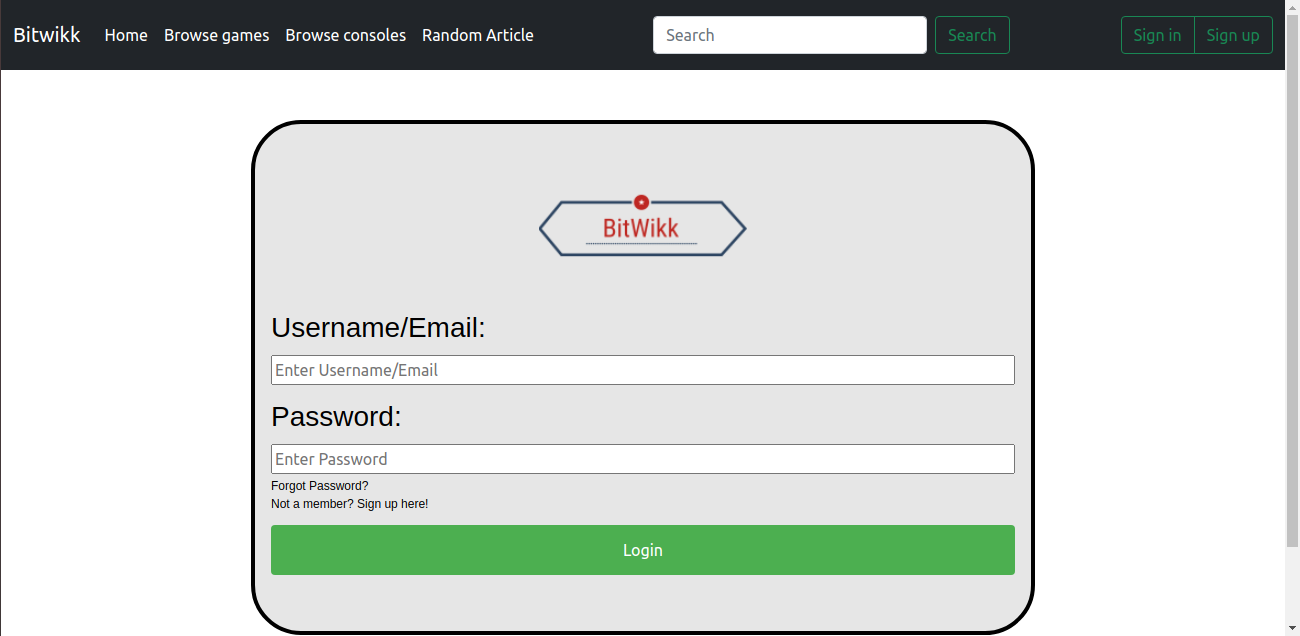 Bitwikk Home Browse games Browse consoles Random Article Search Search Sign in Sign up
BitWikk
Username/Email:
Enter Username/Email
Password:
Enter Password
Forgot Password?
Not a member? Sign up here!
Login